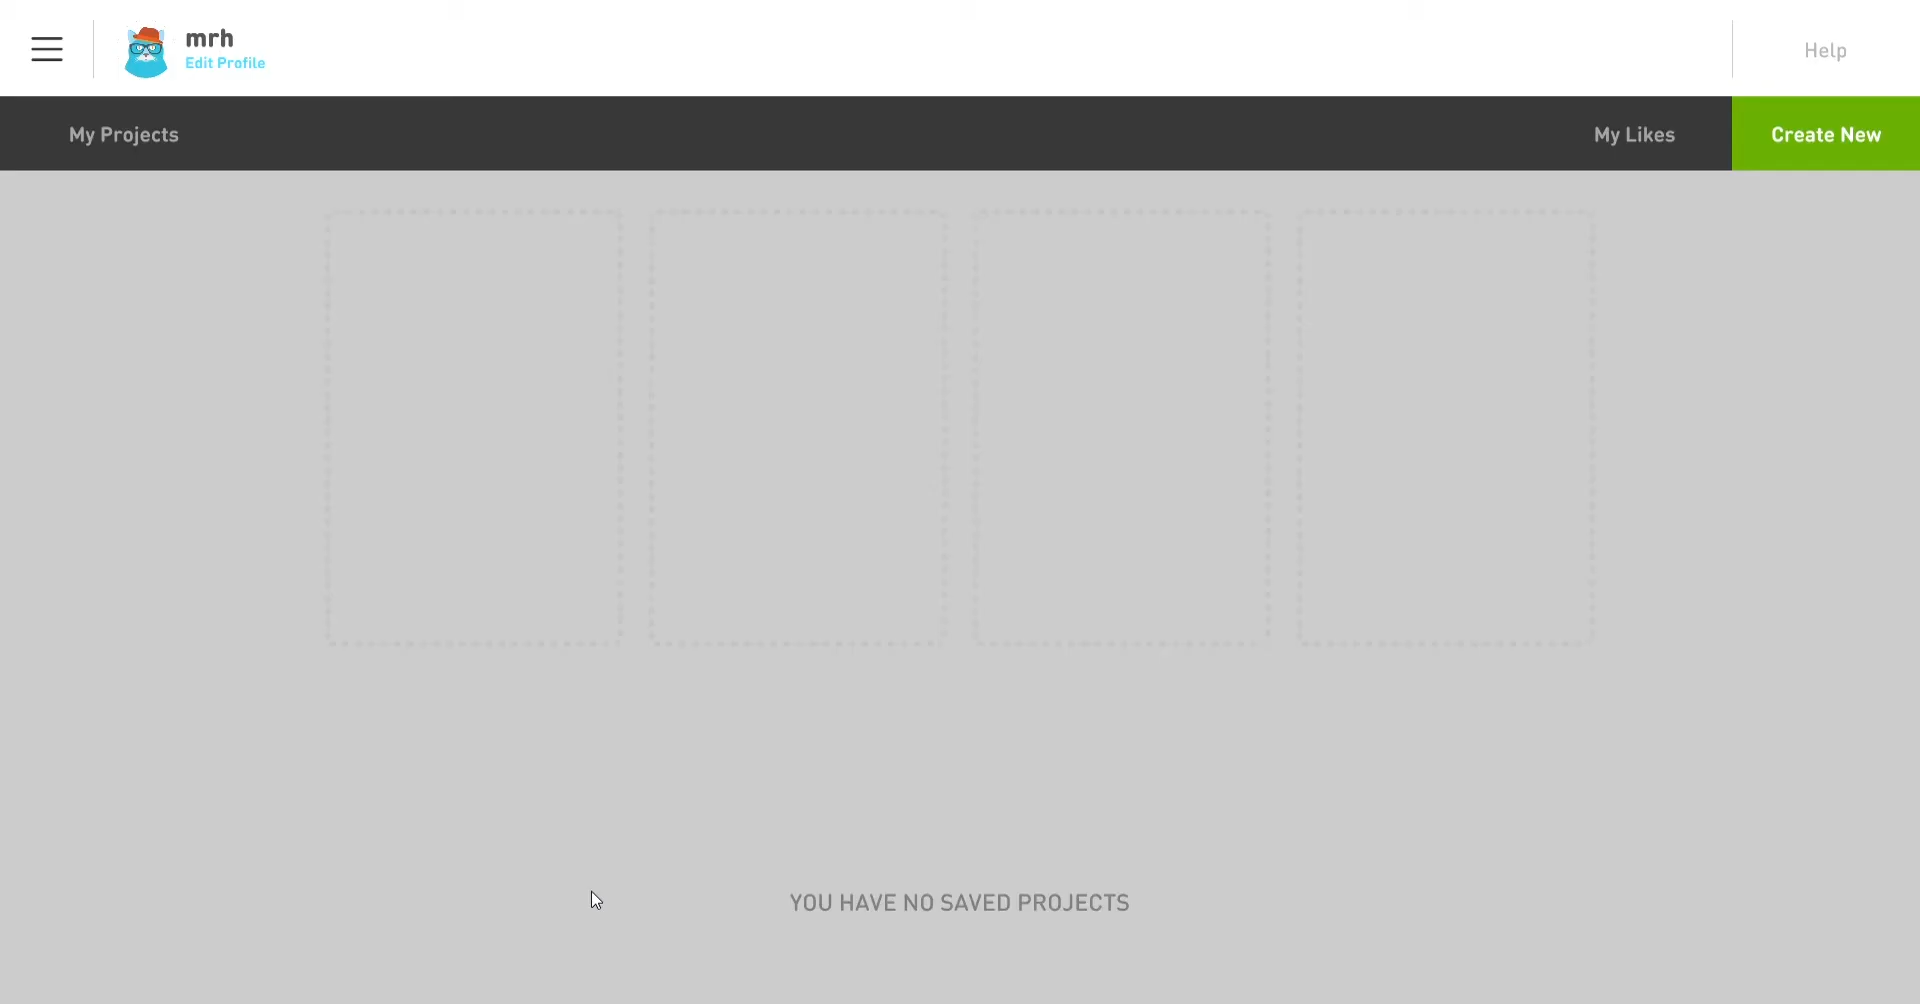 mrh
Edit Profile
Help
My Projects
My Likes
Create New
YOU HAVE NO SAVED PROJECTS